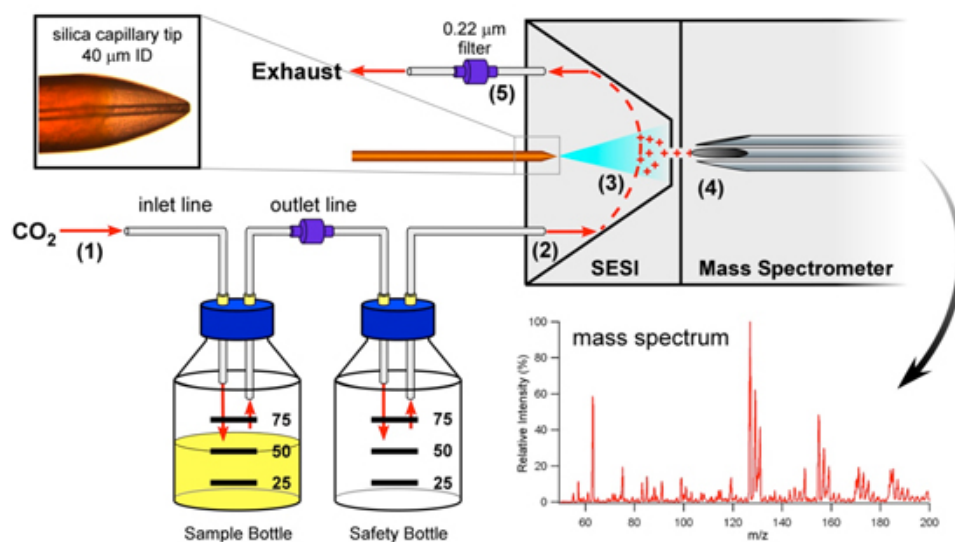 silica capillary tip
40 μm ID
0.22 μm
filter
Exhaust
(5)
(3)
(4)
inlet line
outlet line
CO₂
(1)
(2)
SESI
Mass Spectrometer
75
50
25
75
50
25
Sample Bottle
Safety Bottle
mass spectrum
Relative Intensity (%)
100
80
60
40
20
0
60
80
100
120
140
160
180
200
m/z